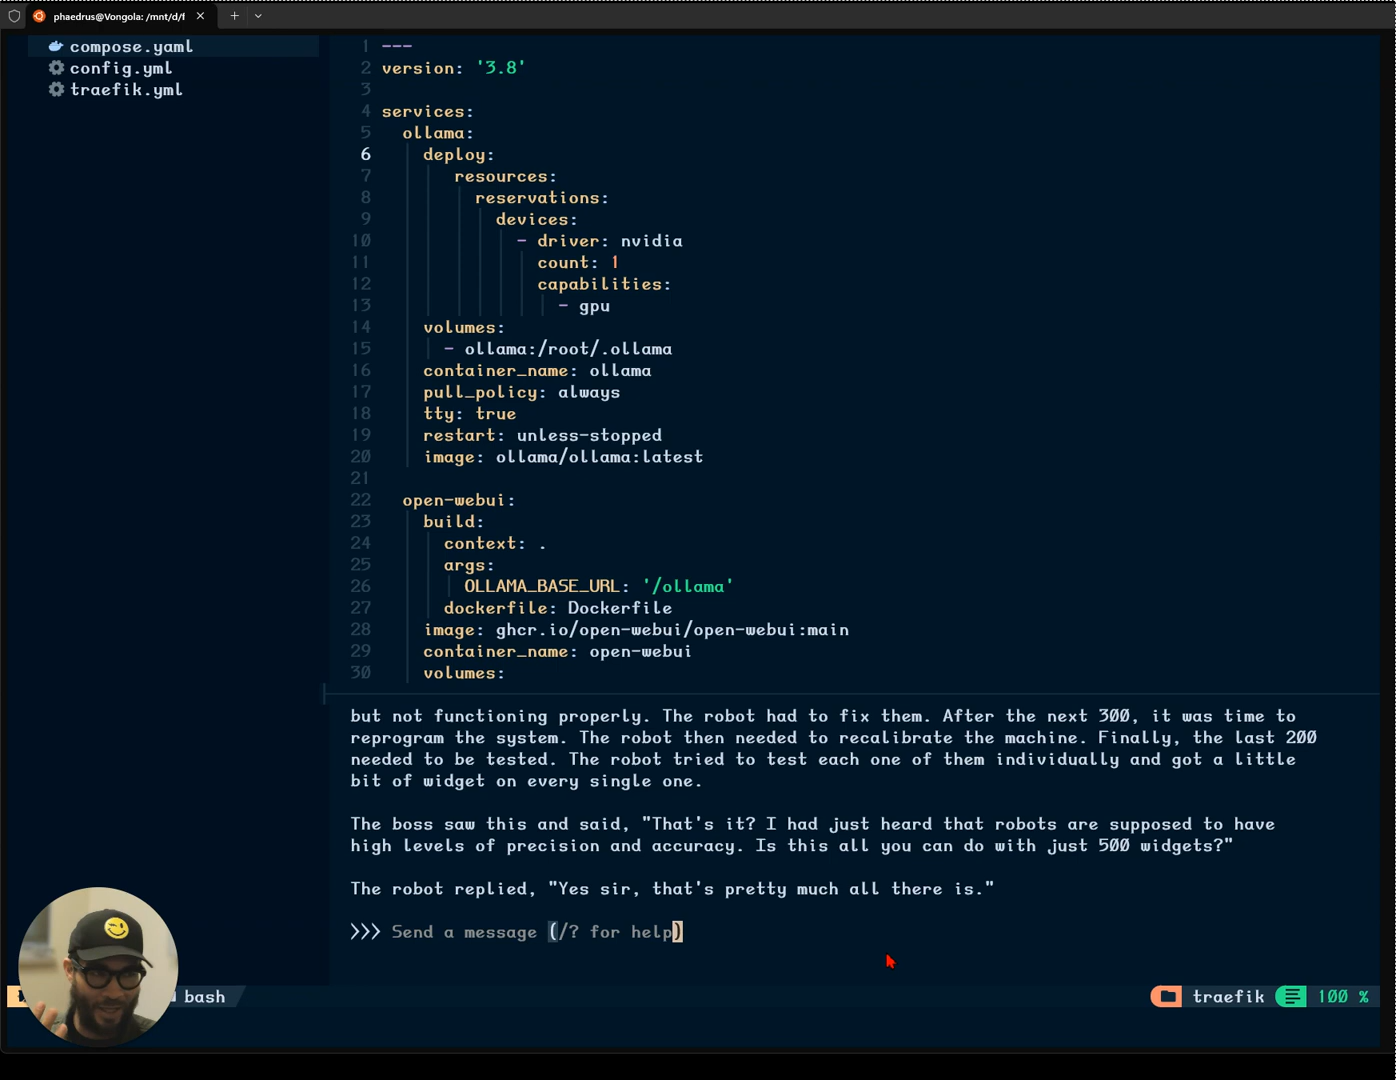 phaedrus@Vongola: /mnt/d/f
compose.yaml
config.yml
traefik.yml
1 ---
2 version: '3.8'
3
4 services:
5 ollama:
6 deploy:
7 resources:
8 reservations:
9 devices:
10 - driver: nvidia
11 count: 1
12 capabilities:
13 - gpu
14 volumes:
15 - ollama:/root/.ollama
16 container_name: ollama
17 pull_policy: always
18 tty: true
19 restart: unless-stopped
20 image: ollama/ollama:latest
21
22 open-webui:
23 build:
24 context: .
25 args:
26 OLLAMA_BASE_URL: '/ollama'
27 dockerfile: Dockerfile
28 image: ghcr.io/open-webui/open-webui:main
29 container_name: open-webui
30 volumes:
but not functioning properly. The robot had to fix them. After the next 300, it was time to
reprogram the system. The robot then needed to recalibrate the machine. Finally, the last 200
needed to be tested. The robot tried to test each one of them individually and got a little
bit of widget on every single one.
The boss saw this and said, "That's it? I had just heard that robots are supposed to have
high levels of precision and accuracy. Is this all you can do with just 500 widgets?"
The robot replied, "Yes sir, that's pretty much all there is."
>>> Send a message (/? for help)
bash
traefik 100 %